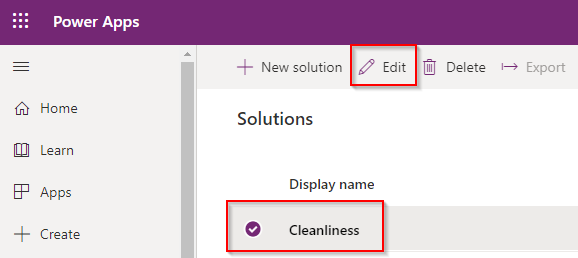 Power Apps
New solution Edit Delete Export
Home
Solutions
Learn
Display name
Apps
Cleanliness
Create